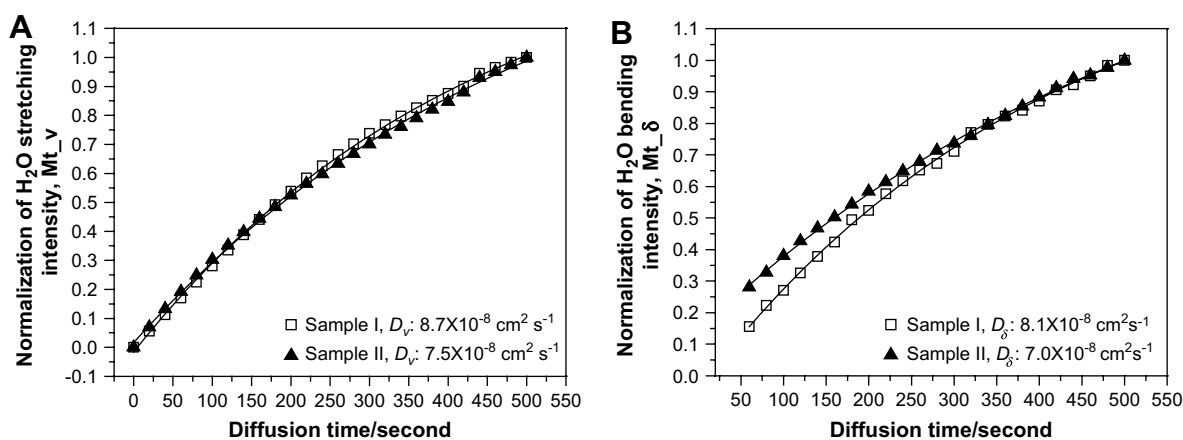 A
Normalization of H2O stretching
intensity, Mt_v
1.1
1.0
0.9
0.8
0.7
0.6
0.5
0.4
0.3
0.2
0.1
0.0
-0.1
Sample I, Dv: 8.7X10-8 cm2 s-1
Sample II, Dv: 7.5X10-8 cm2 s-1
0 50 100 150 200 250 300 350 400 450 500 550
Diffusion time/second
B
Normalization of H2O bending
intensity, Mt_δ
1.1
1.0
0.9
0.8
0.7
0.6
0.5
0.4
0.3
0.2
0.1
0.0
Sample I, Dδ: 8.1X10-8 cm2 s-1
Sample II, Dδ: 7.0X10-8 cm2s-1
50 100 150 200 250 300 350 400 450 500 550
Diffusion time/second